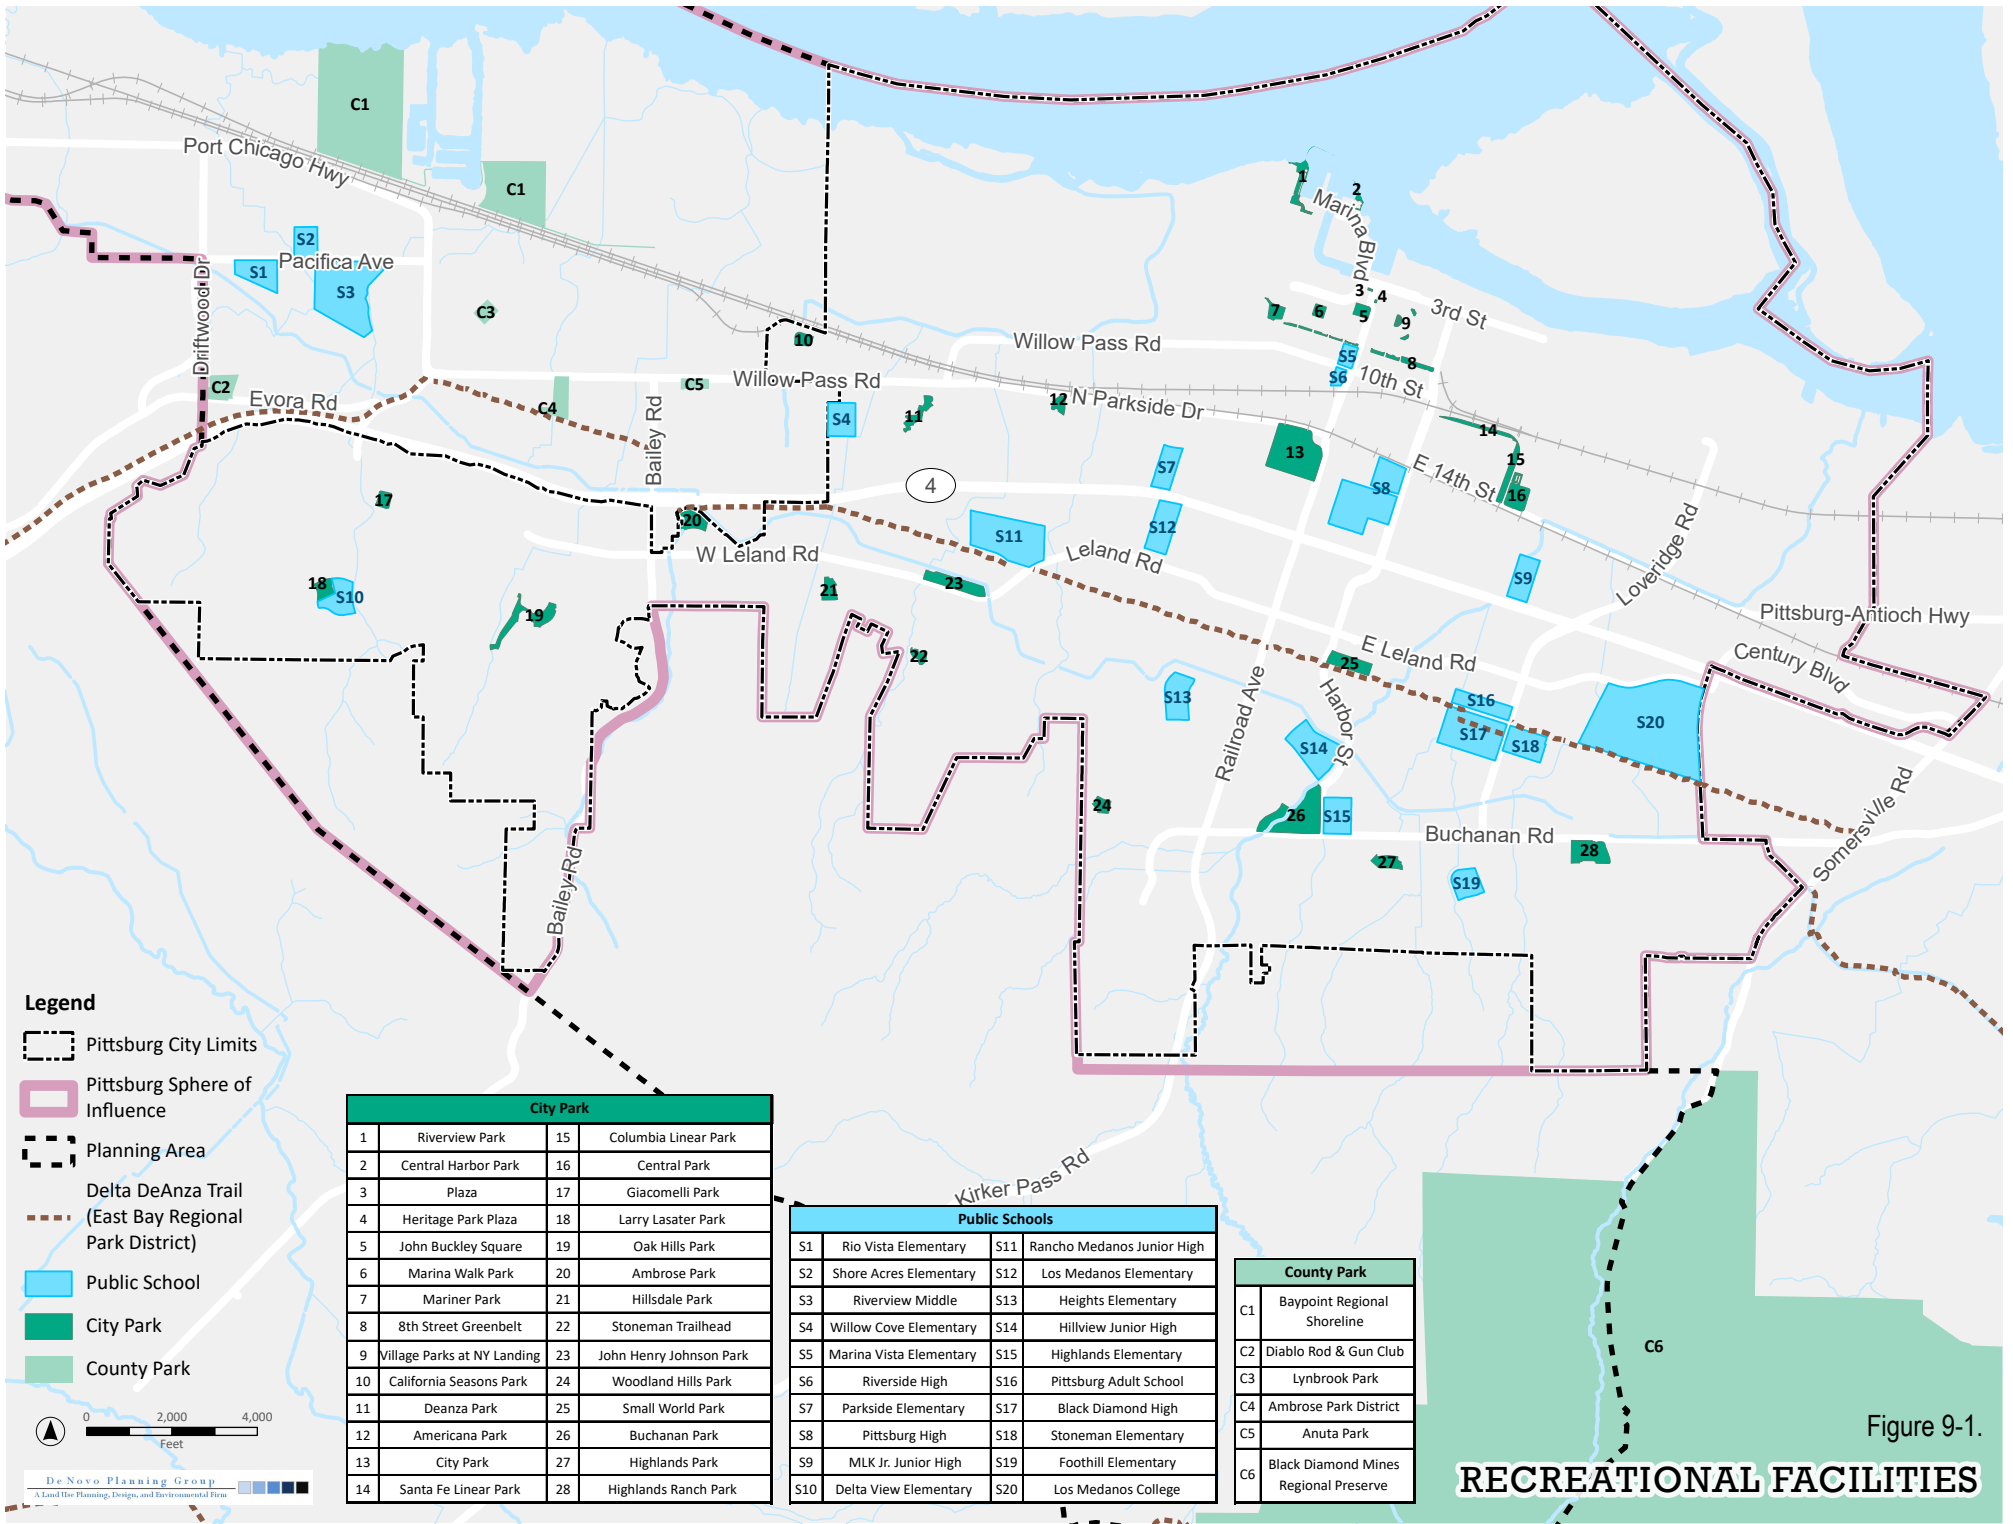 C1
Port Chicago Hwy
C1
1
2
Marina Blvd
S2
Pacifica Ave
S1
S3
Driftwood Dr
C3
3
4
3rd St
7
6
5
9
10
Willow Pass Rd
S5
8
S6
10th St
C2
Evora Rd
C4
C5
Willow Pass Rd
Bailey Rd
S4
11
12
N Parkside Dr
13
14
15
16
E 14th St
S7
S8
4
17
20
W Leland Rd
S11
S12
Leland Rd
S9
Loveridge Rd
Pittsburg-Antioch Hwy
18
S10
19
21
23
22
E Leland Rd
25
Century Blvd
Railroad Ave
Harbor St
S13
S14
S16
S17
S18
S20
24
26
S15
Buchanan Rd
27
28
S19
Somersville Rd
Bailey Rd
Kirker Pass Rd
C6
Legend
Pittsburg City Limits
Pittsburg Sphere of
Influence
Planning Area
Delta DeAnza Trail
(East Bay Regional
Park District)
Public School
City Park
County Park
0 2,000 4,000
Feet
De Novo Planning Group
A Land Use Planning, Design, and Environmental Firm
City Park
1 Riverview Park 15 Columbia Linear Park
2 Central Harbor Park 16 Central Park
3 Plaza 17 Giacomelli Park
4 Heritage Park Plaza 18 Larry Lasater Park
5 John Buckley Square 19 Oak Hills Park
6 Marina Walk Park 20 Ambrose Park
7 Mariner Park 21 Hillsdale Park
8 8th Street Greenbelt 22 Stoneman Trailhead
9 Village Parks at NY Landing 23 John Henry Johnson Park
10 California Seasons Park 24 Woodland Hills Park
11 Deanza Park 25 Small World Park
12 Americana Park 26 Buchanan Park
13 City Park 27 Highlands Park
14 Santa Fe Linear Park 28 Highlands Ranch Park
Public Schools
S1 Rio Vista Elementary S11 Rancho Medanos Junior High
S2 Shore Acres Elementary S12 Los Medanos Elementary
S3 Riverview Middle S13 Heights Elementary
S4 Willow Cove Elementary S14 Hillview Junior High
S5 Marina Vista Elementary S15 Highlands Elementary
S6 Riverside High S16 Pittsburg Adult School
S7 Parkside Elementary S17 Black Diamond High
S8 Pittsburg High S18 Stoneman Elementary
S9 MLK Jr. Junior High S19 Foothill Elementary
S10 Delta View Elementary S20 Los Medanos College
County Park
C1 Baypoint Regional
Shoreline
C2 Diablo Rod & Gun Club
C3 Lynbrook Park
C4 Ambrose Park District
C5 Anuta Park
C6 Black Diamond Mines
Regional Preserve
Figure 9-1.
RECREATIONAL FACILITIES